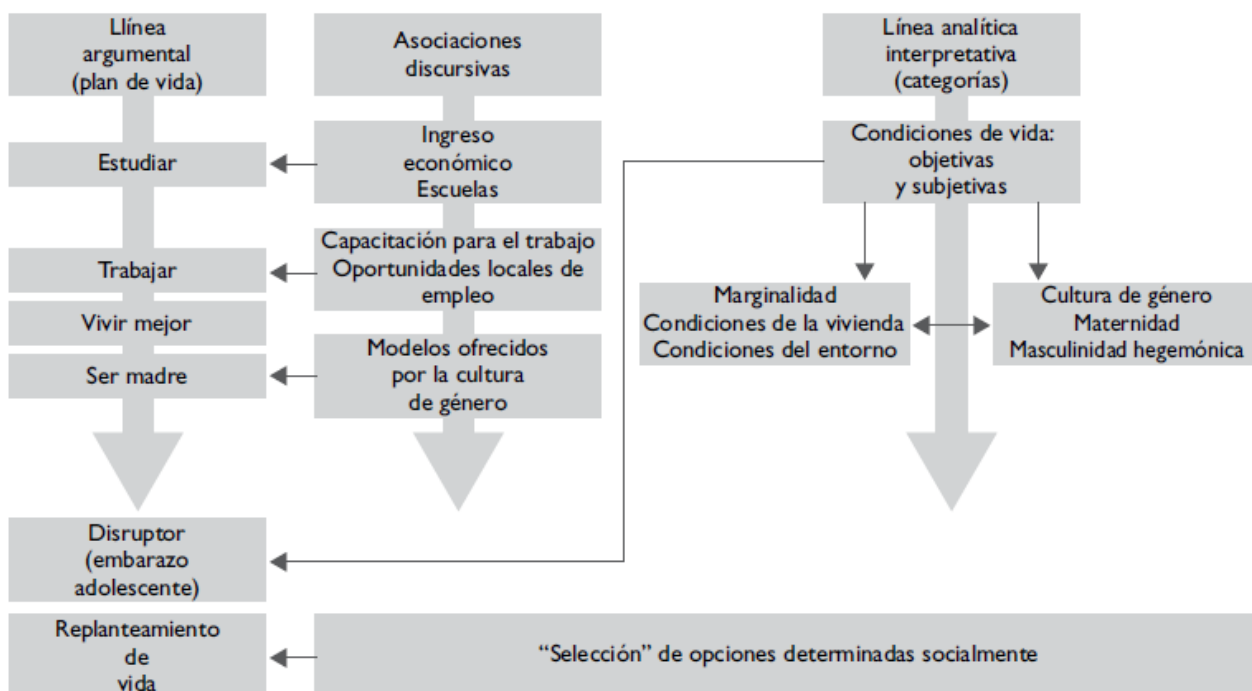 Llínea
argumental
(plan de vida)
Asociaciones
discursivas
Línea analítica
interpretativa
(categorías)
Estudiar
Ingreso
económico
Escuelas
Condiciones de vida:
objetivas
y subjetivas
Trabajar
Capacitación para el trabajo
Oportunidades locales de
empleo
Vivir mejor
Marginalidad
Condiciones de la vivienda
Condiciones del entorno
Cultura de género
Maternidad
Masculinidad hegemónica
Ser madre
Modelos ofrecidos
por la cultura
de género
Disruptor
(embarazo
adolescente)
Replanteamiento
de
vida
“Selección” de opciones determinadas socialmente